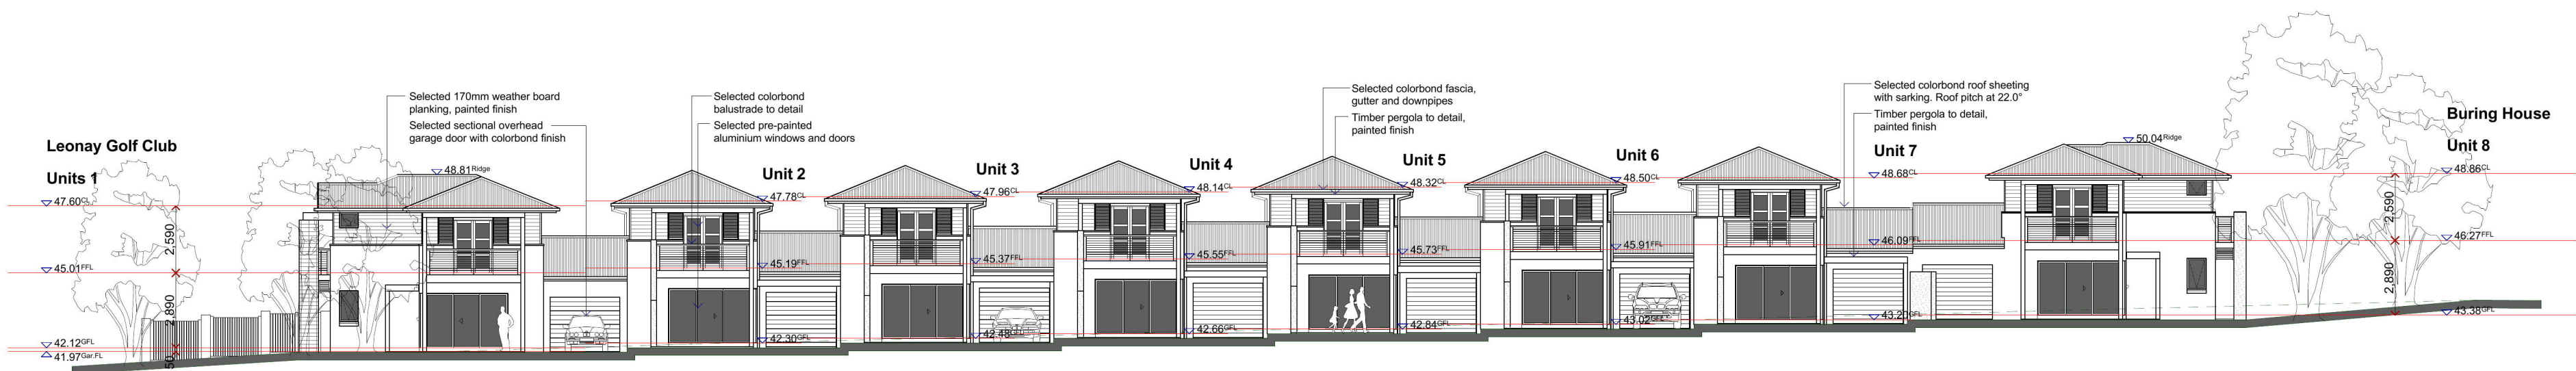 Leonay Golf Club
Units 1
47.60CL
2,590
45.01FFL
2,890
42.12GFL
41.97Gar.FL
Selected 170mm weather board
planking, painted finish
Selected sectional overhead
garage door with colorbond finish
48.81Ridge
Selected colorbond
balustrade to detail
Selected pre-painted
aluminium windows and doors
Unit 2
47.78CL
45.19FFL
42.30GFL
Unit 3
47.96CL
45.37FFL
42.48GFL
Unit 4
48.14CL
45.55FFL
42.66GFL
Selected colorbond fascia,
gutter and downpipes
Timber pergola to detail,
painted finish
Unit 5
48.32CL
45.73FFL
42.84GFL
Unit 6
48.50CL
45.91FFL
43.02GFL
Selected colorbond roof sheeting
with sarking. Roof pitch at 22.0°
Timber pergola to detail,
painted finish
Unit 7
48.68CL
46.09FFL
43.20GFL
50.04Ridge
Buring House
Unit 8
48.86CL
2,590
46.27FFL
2,890
43.38GFL